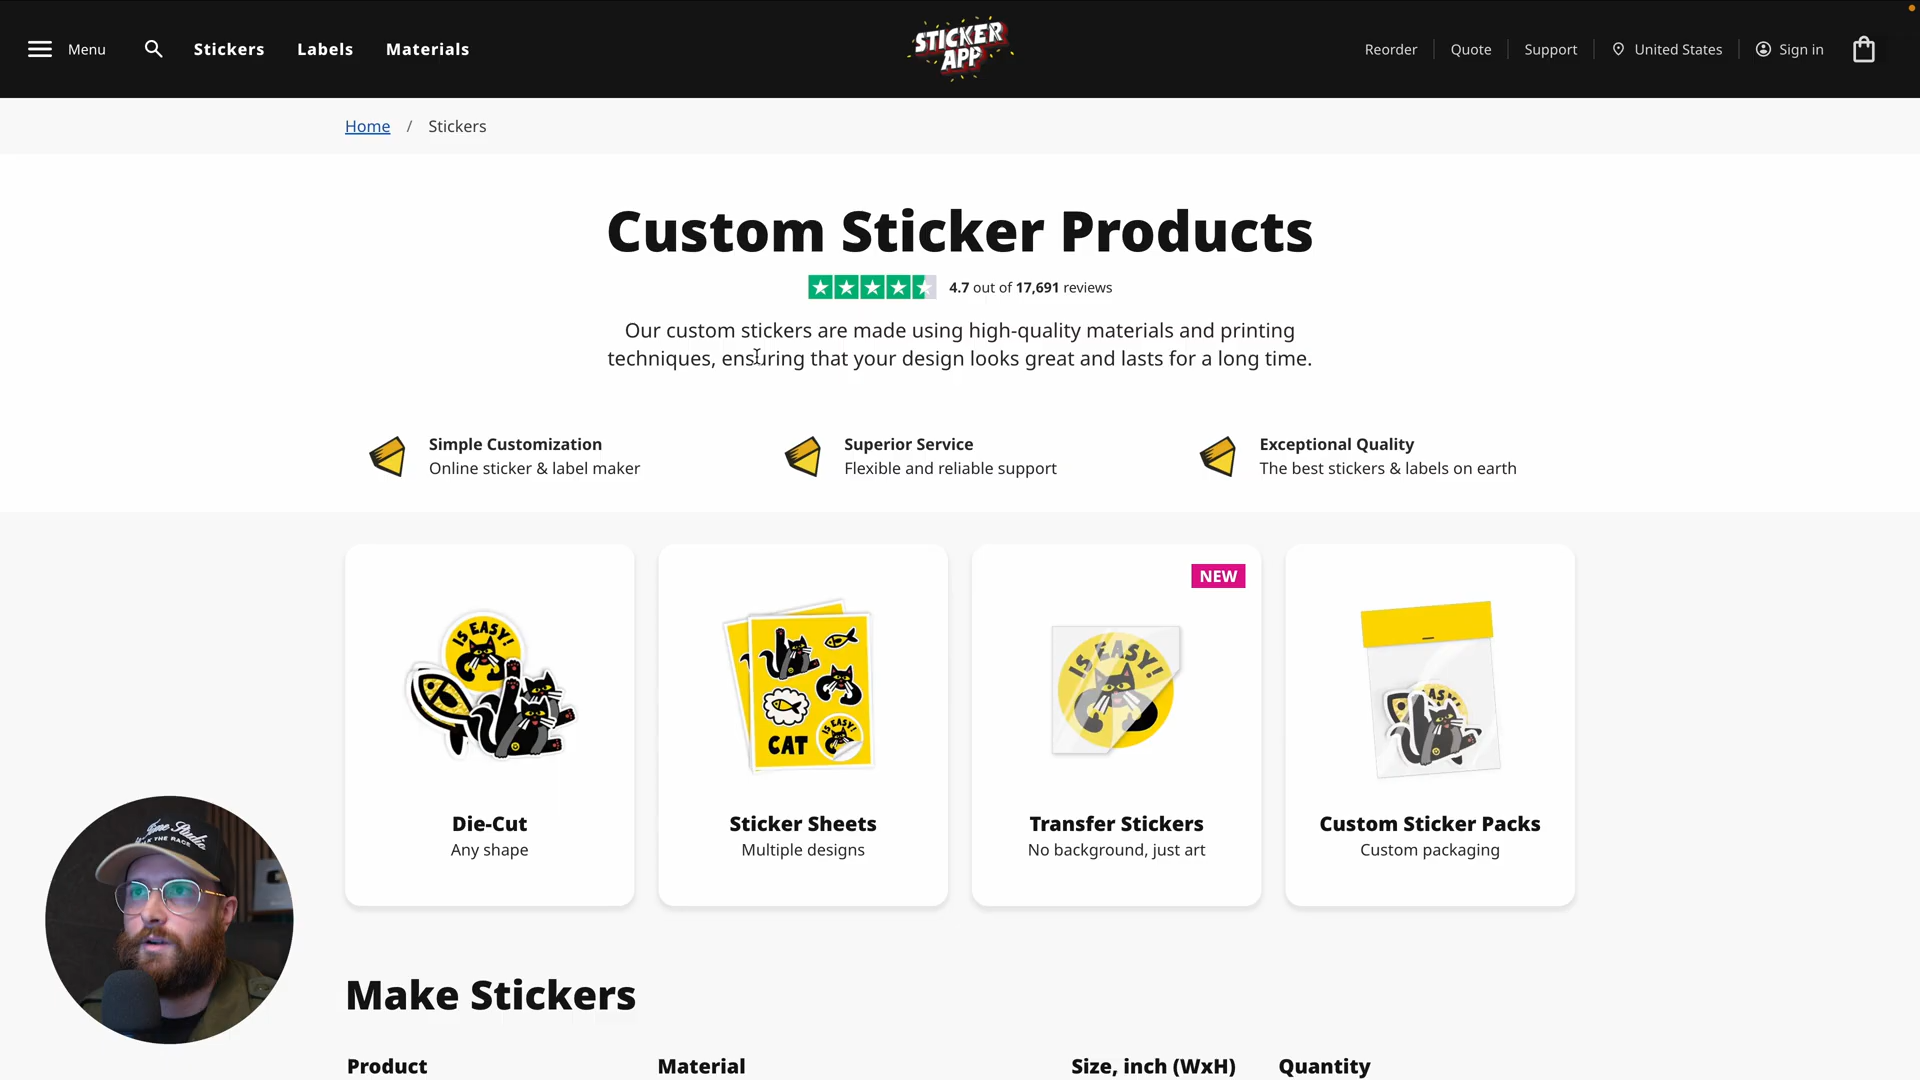 Menu
Stickers
Labels
Materials
STICKER
APP
Reorder
Quote
Support
United States
Sign in
Home / Stickers
Custom Sticker Products
4.7 out of 17,691 reviews
Our custom stickers are made using high-quality materials and printing
techniques, ensuring that your design looks great and lasts for a long time.
Simple Customization
Online sticker & label maker
Superior Service
Flexible and reliable support
Exceptional Quality
The best stickers & labels on earth
IS EASY!
Die-Cut
Any shape
CAT
IS EASY!
Sticker Sheets
Multiple designs
NEW
IS EASY!
Transfer Stickers
No background, just art
Custom Sticker Packs
Custom packaging
Make Stickers
Product
Material
Size, inch (WxH)
Quantity